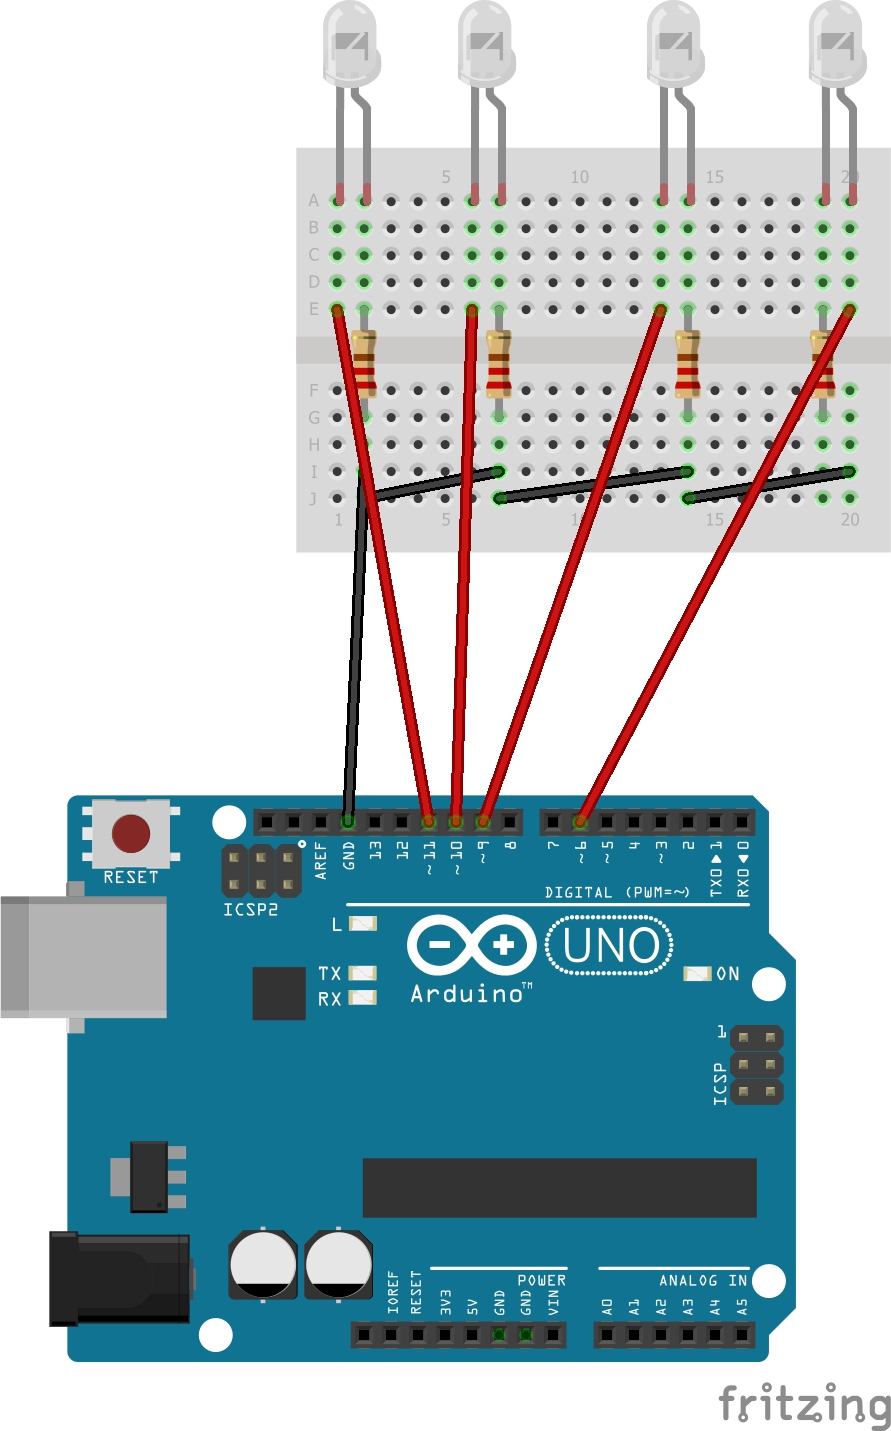 5 10 15 20
A
B
C
D
E
F
G
H
I
J
1 5 10 15 20
AREF
GND
13
12
~11
~10
~9
8
7
~6
~5
4
~3
2
TX0▶1
RX0◀0
RESET
ICSP2
DIGITAL (PWM=~)
L
TX
RX
Arduino™
UNO
ON
1
ICSP
IOREF
RESET
3V3
5V
GND
GND
VIN
POWER
ANALOG IN
A0
A1
A2
A3
A4
A5
fritzing